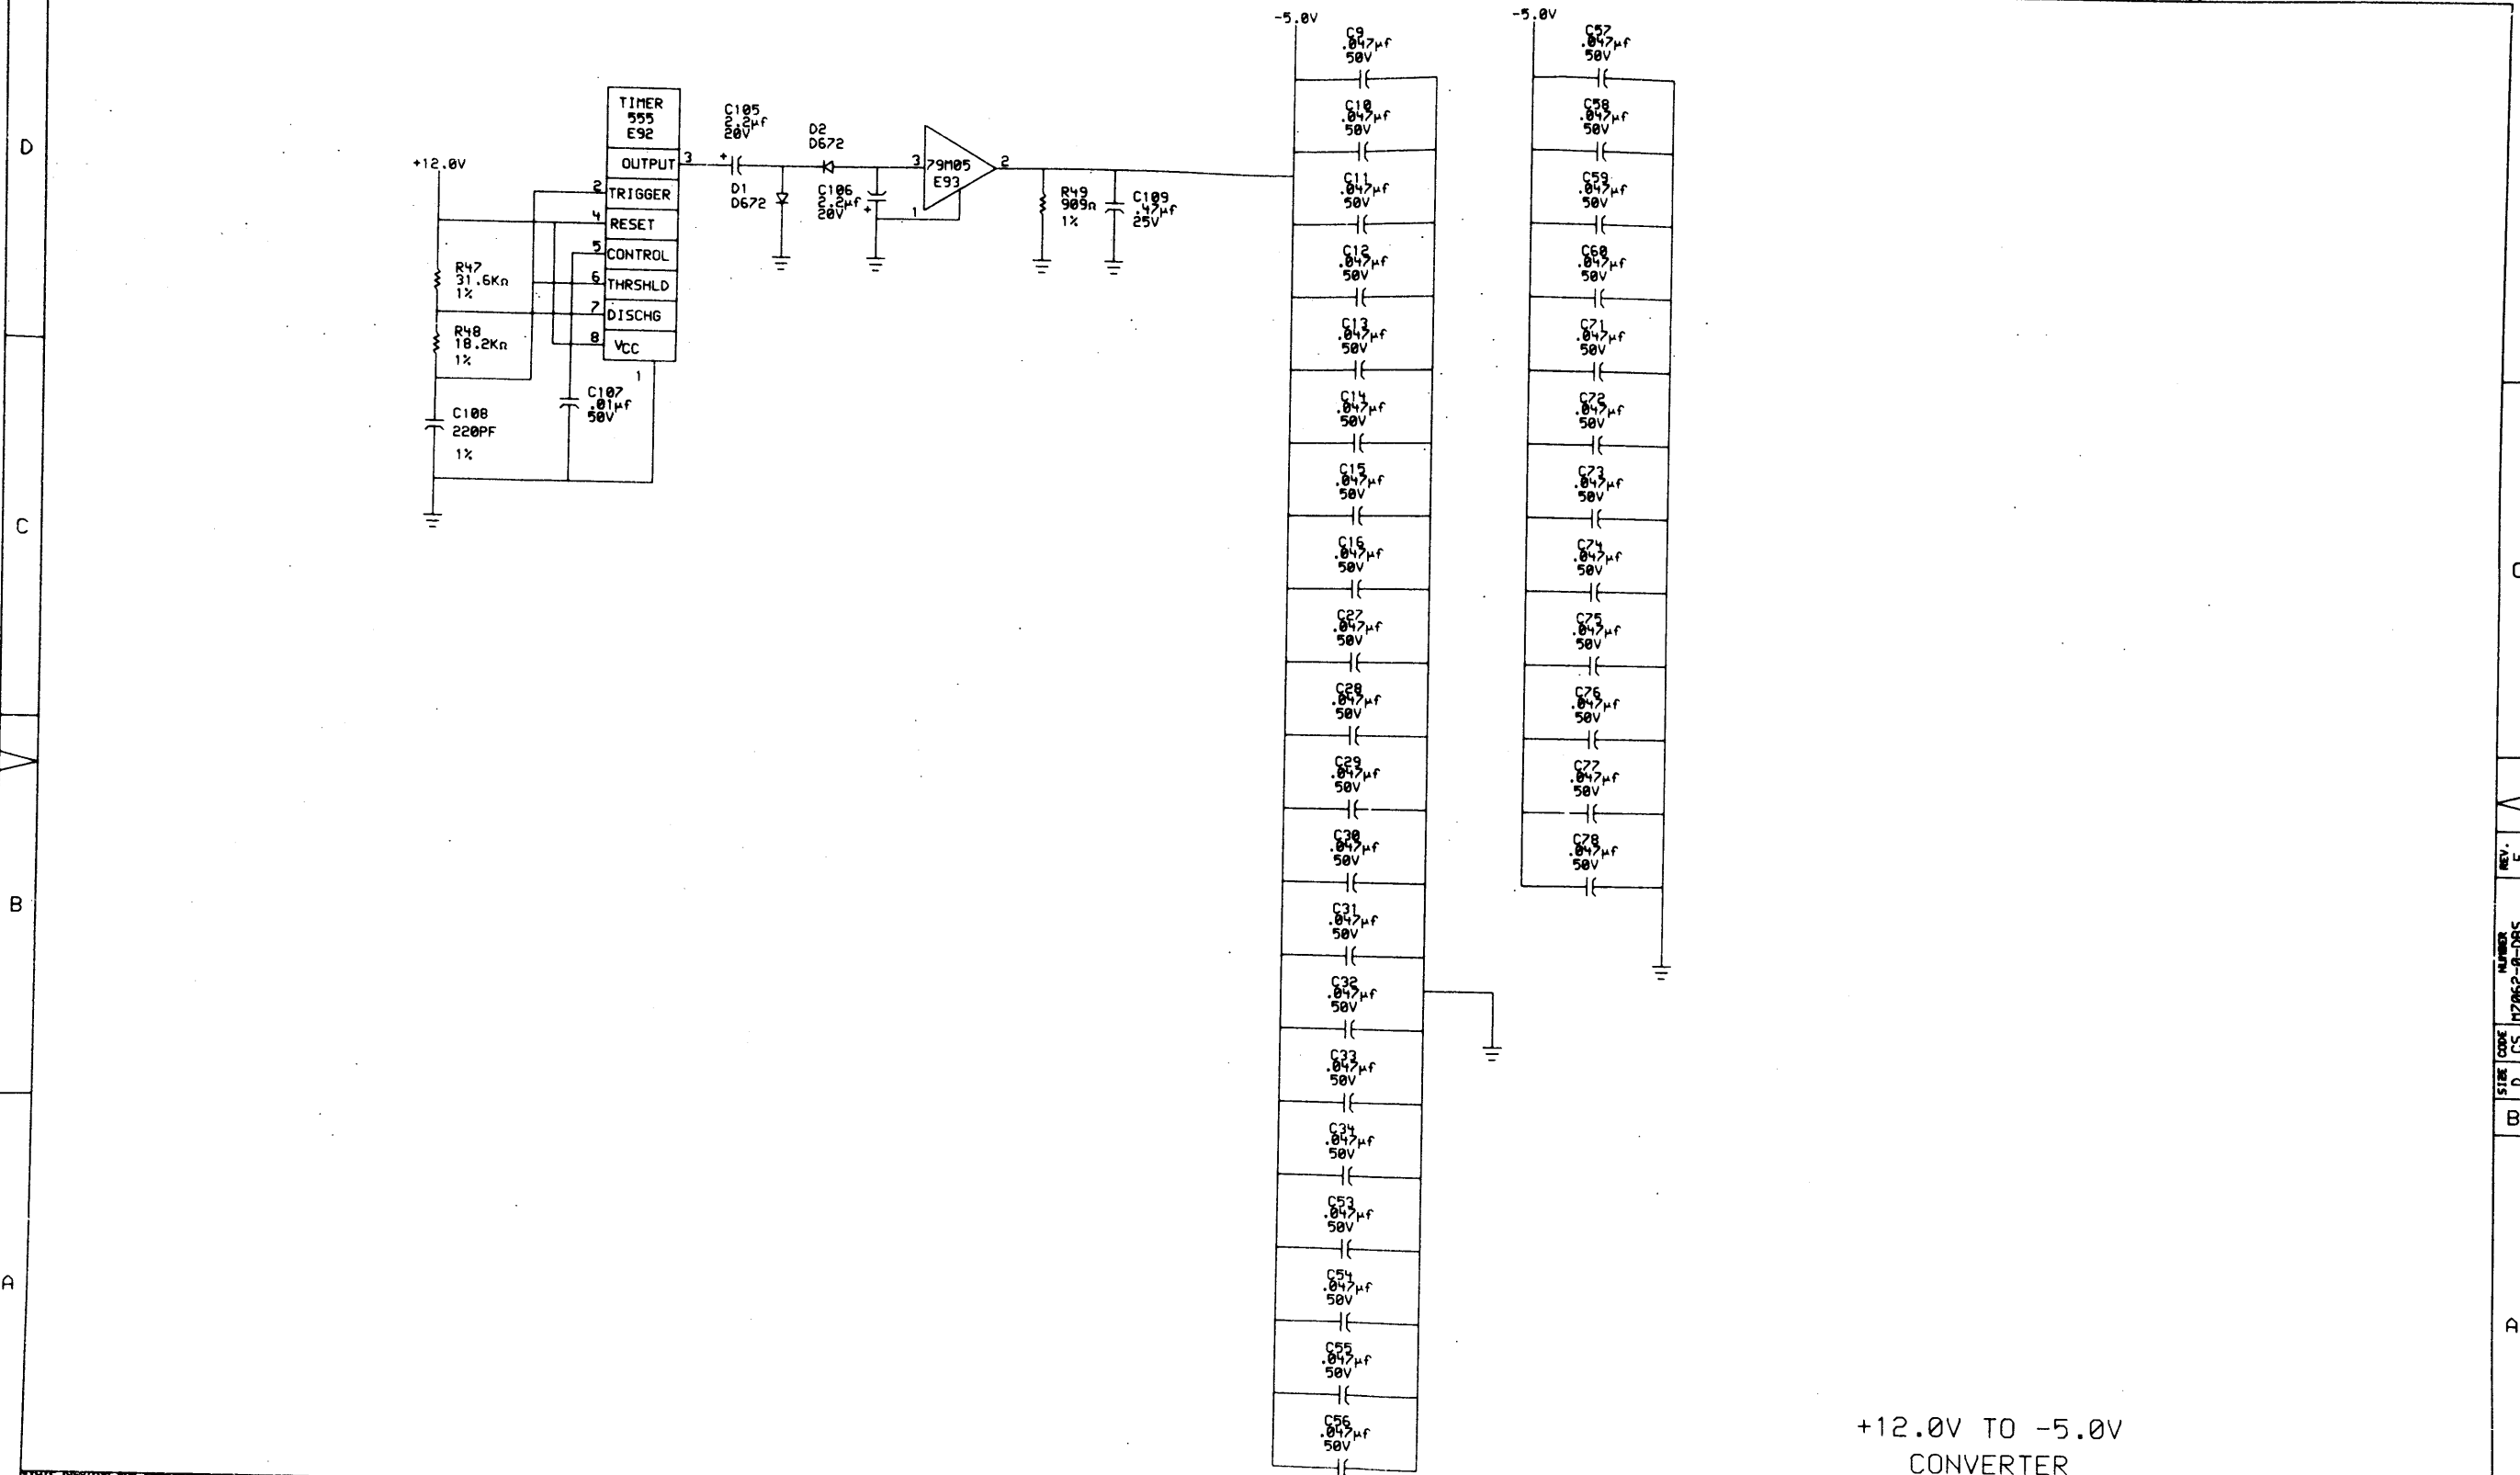 -5.0V
-5.0V
C9
.047µf
50V
C10
.047µf
50V
C11
.047µf
50V
C12
.047µf
50V
C13
.047µf
50V
C14
.047µf
50V
C15
.047µf
50V
C16
.047µf
50V
C27
.047µf
50V
C28
.047µf
50V
C29
.047µf
50V
C30
.047µf
50V
C31
.047µf
50V
C32
.047µf
50V
C33
.047µf
50V
C34
.047µf
50V
C53
.047µf
50V
C54
.047µf
50V
C55
.047µf
50V
C56
.047µf
50V
C57
.047µf
50V
C58
.047µf
50V
C59
.047µf
50V
C60
.047µf
50V
C71
.047µf
50V
C72
.047µf
50V
C73
.047µf
50V
C74
.047µf
50V
C75
.047µf
50V
C76
.047µf
50V
C77
.047µf
50V
C78
.047µf
50V
TIMER
555
E92
OUTPUT 3
2 TRIGGER
4 RESET
5 CONTROL
6 THRSHLD
7 DISCHG
8 VCC
1
+12.0V
R47
31.6KΩ
1%
R48
18.2KΩ
1%
C108
220PF
1%
C107
.01µf
50V
C105
2.2µf
20V
+
D1
D672
D2
D672
C106
2.2µf
20V
+
3 79M05 2
E93
1
R49
909Ω
1%
C109
.47µf
25V
D
C
B
A
C
B
A
REV.
NUMBER
M7062-0-DBS
CODE
CS
SIZE
D
+12.0V TO -5.0V
CONVERTER